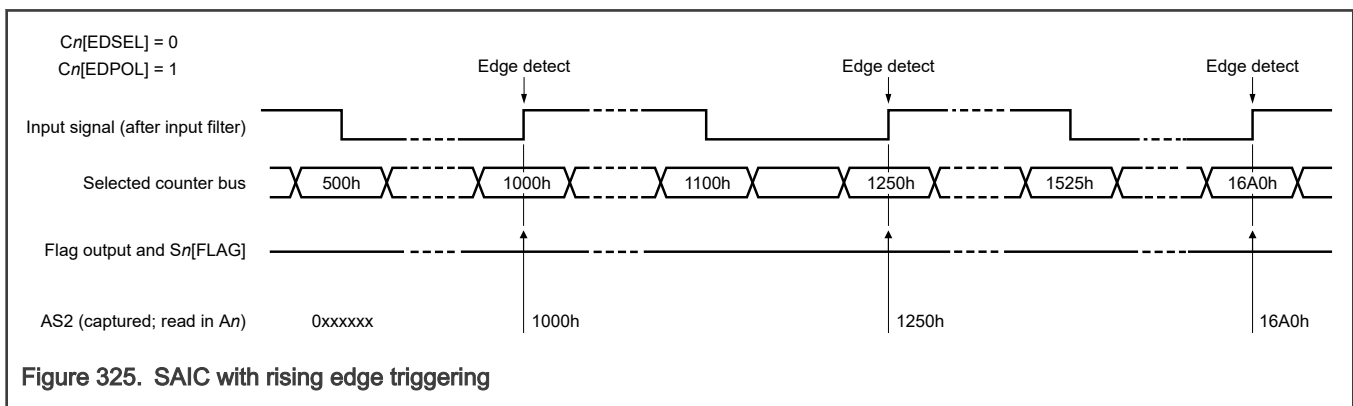 Cn[EDSEL] = 0
Cn[EDPOL] = 1
Edge detect Edge detect Edge detect
Input signal (after input filter)
Selected counter bus 500h 1000h 1100h 1250h 1525h 16A0h
Flag output and Sn[FLAG]
AS2 (captured; read in An) 0xxxxxx 1000h 1250h 16A0h
Figure 325. SAIC with rising edge triggering